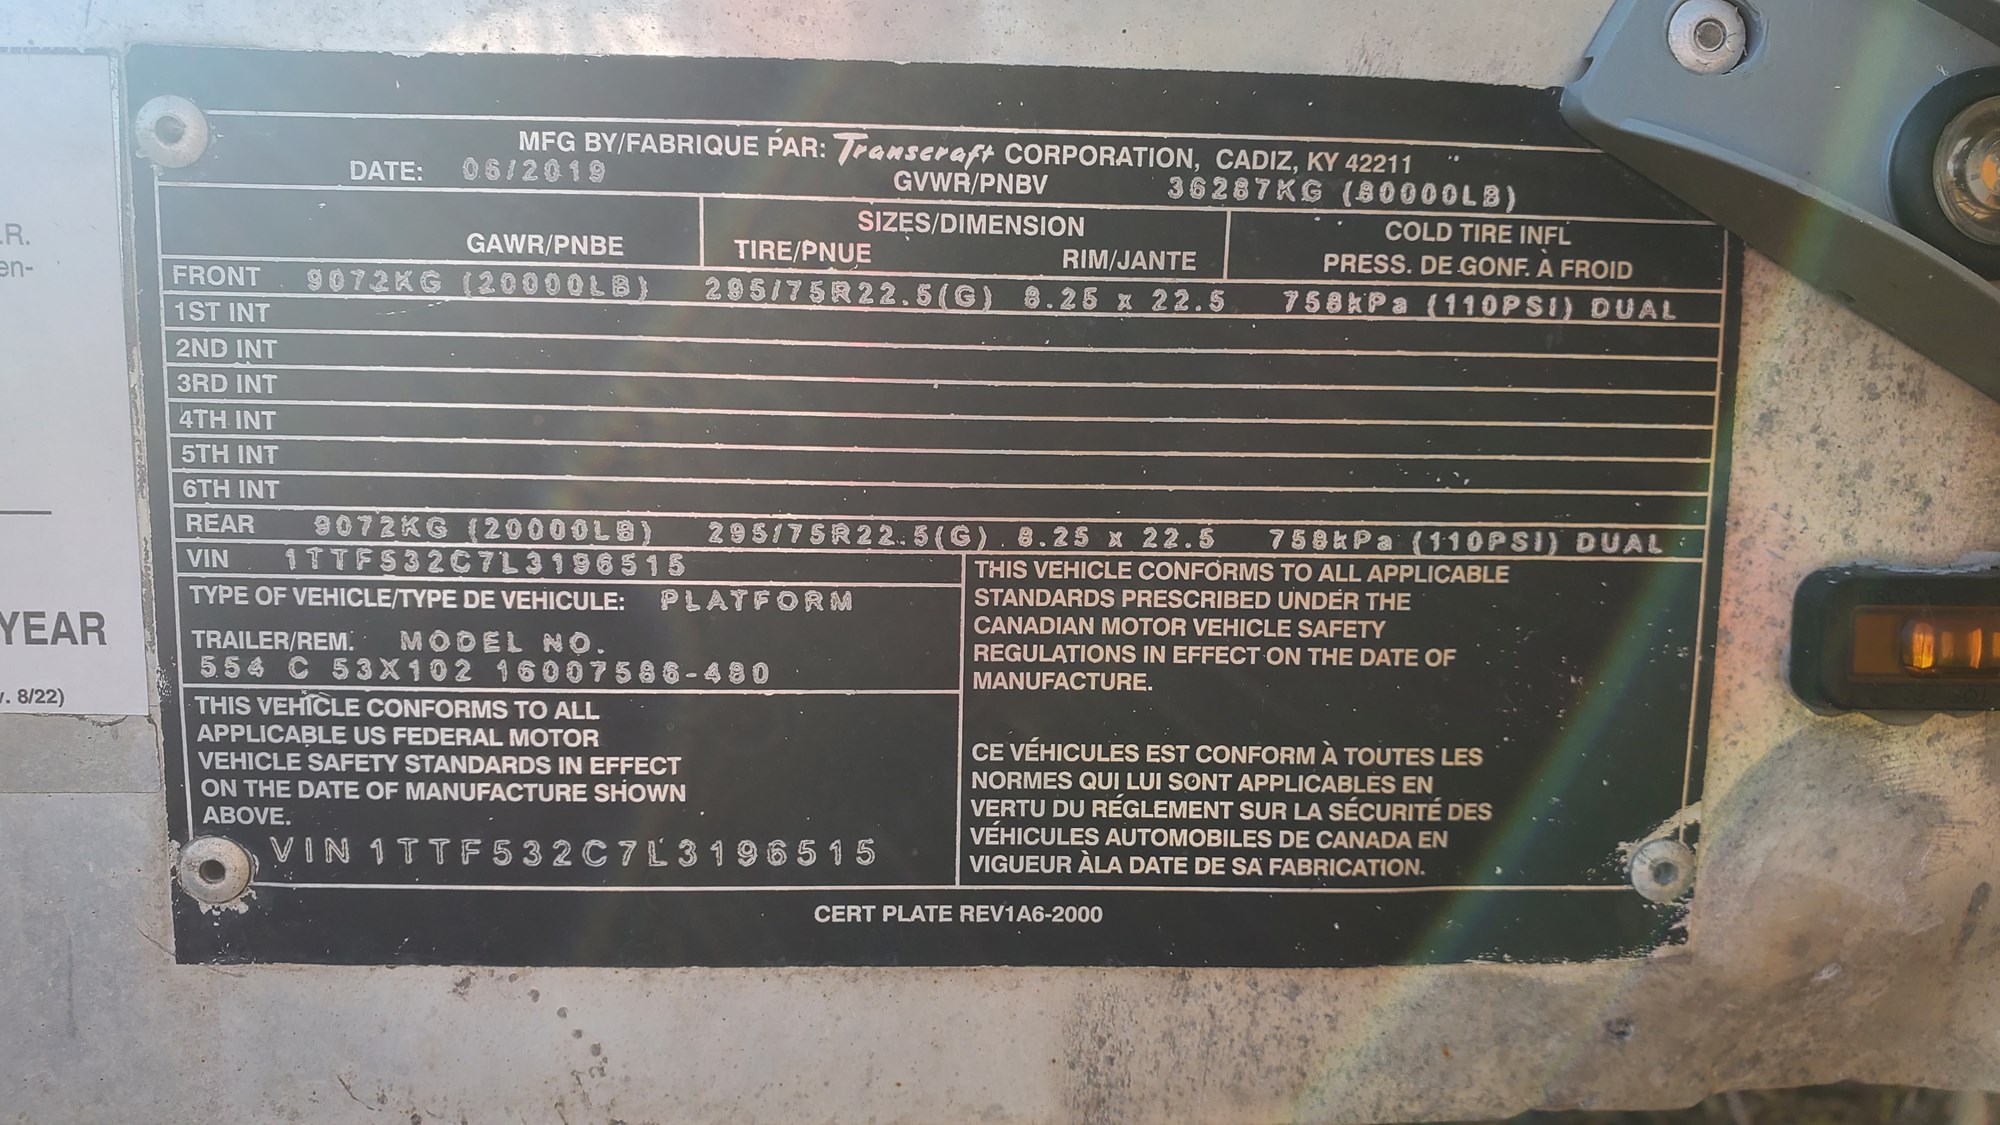 MFG BY/FABRIQUE PAR: Transcraft CORPORATION, CADIZ, KY 42211
DATE: 06/2019 GVWR/PNBV 36287KG (80000LB)
SIZES/DIMENSION COLD TIRE INFL
GAWR/PNBE TIRE/PNUE RIM/JANTE PRESS. DE GONF. À FROID
FRONT 9072KG (20000LB) 295/75R22.5(G) 8.25 x 22.5 758kPa (110PSI) DUAL
1ST INT
2ND INT
3RD INT
4TH INT
5TH INT
6TH INT
REAR 9072KG (20000LB) 295/75R22.5(G) 8.25 x 22.5 758kPa (110PSI) DUAL
VIN 1TTF532C7L3196515
TYPE OF VEHICLE/TYPE DE VEHICULE: PLATFORM
TRAILER/REM. MODEL NO.
554 C 53X102 16007586-480
THIS VEHICLE CONFORMS TO ALL
APPLICABLE US FEDERAL MOTOR
VEHICLE SAFETY STANDARDS IN EFFECT
ON THE DATE OF MANUFACTURE SHOWN
ABOVE.
VIN 1TTF532C7L3196515
THIS VEHICLE CONFORMS TO ALL APPLICABLE
STANDARDS PRESCRIBED UNDER THE
CANADIAN MOTOR VEHICLE SAFETY
REGULATIONS IN EFFECT ON THE DATE OF
MANUFACTURE.
CE VÉHICULES EST CONFORM À TOUTES LES
NORMES QUI LUI SONT APPLICABLES EN
VERTU DU RÉGLEMENT SUR LA SÉCURITÉ DES
VÉHICULES AUTOMOBILES DE CANADA EN
VIGUEUR ÀLA DATE DE SA FABRICATION.
CERT PLATE REV1A6-2000
.R.
en-
YEAR
. 8/22)